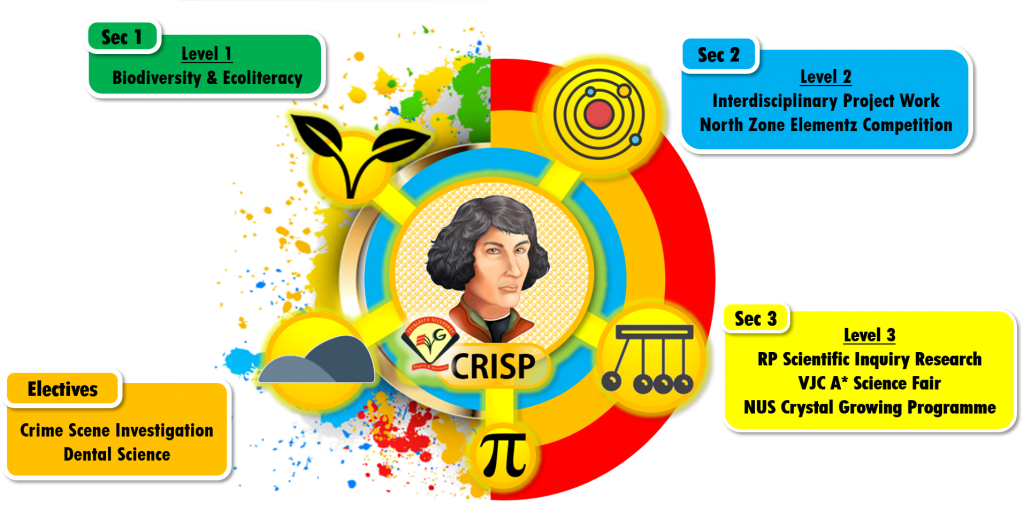 Sec 1
Level 1
Biodiversity & Ecoliteracy
Sec 2
Level 2
Interdisciplinary Project Work
North Zone Elementz Competition
Sec 3
Level 3
RP Scientific Inquiry Research
VJC A* Science Fair
NUS Crystal Growing Programme
Electives
Crime Scene Investigation
Dental Science
VG
CRISP
π